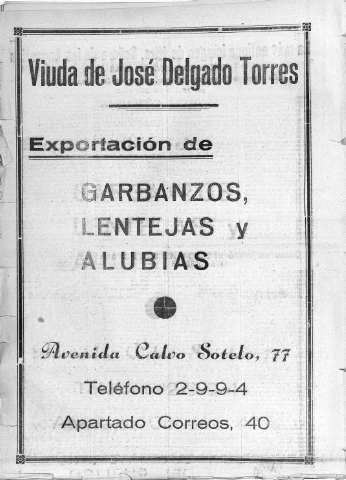 Viuda de José Delgado Torres
Exportación de
GARBANZOS,
LENTEJAS y
ALUBIAS
Avenida Calvo Sotelo, 77
Teléfono 2-9-9-4
Apartado Correos, 40